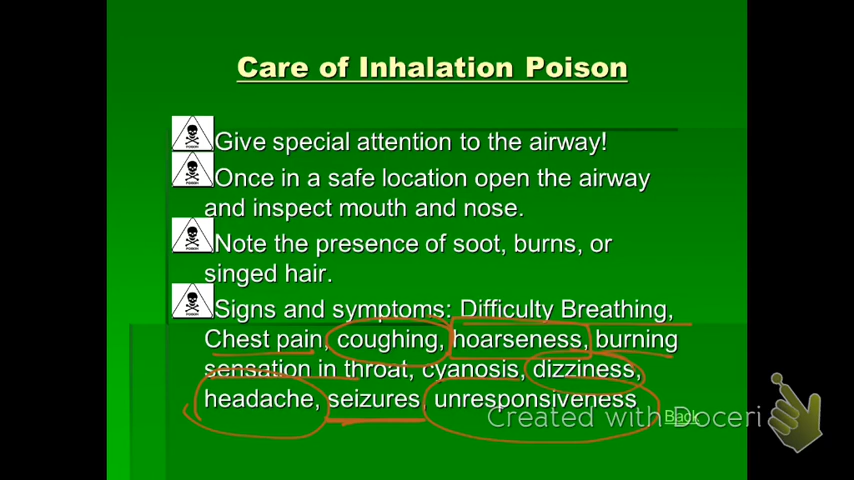 Care of Inhalation Poison
Give special attention to the airway!
Once in a safe location open the airway
and inspect mouth and nose.
Note the presence of soot, burns, or
singed hair.
Signs and symptoms: Difficulty Breathing,
Chest pain, coughing, hoarseness, burning
sensation in throat, cyanosis, dizziness,
headache, seizures, unresponsiveness
Created with Doceri
Back